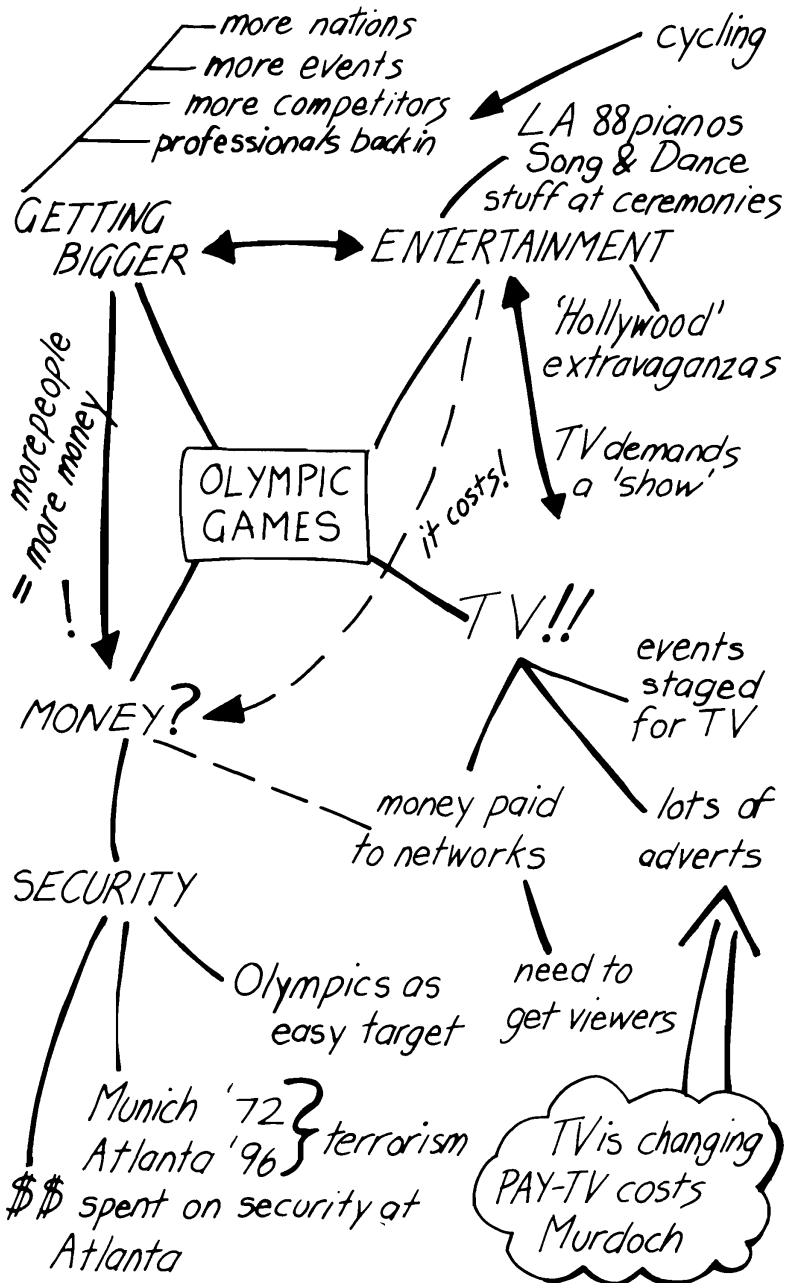 more nations
more events
more competitors
professionals back in
cycling
LA 88 pianos
Song & Dance
stuff at ceremonies
GETTING
BIGGER
ENTERTAINMENT
'Hollywood'
extravaganzas
more people
= more money
!
TV demands
a 'show'
OLYMPIC
GAMES
it costs!
TV!!
events
staged
for TV
MONEY?
money paid
to networks
lots of
adverts
SECURITY
Olympics as
easy target
need to
get viewers
Munich '72
Atlanta '96
terrorism
$$ spent on security at
Atlanta
TV is changing
PAY-TV costs
Murdoch